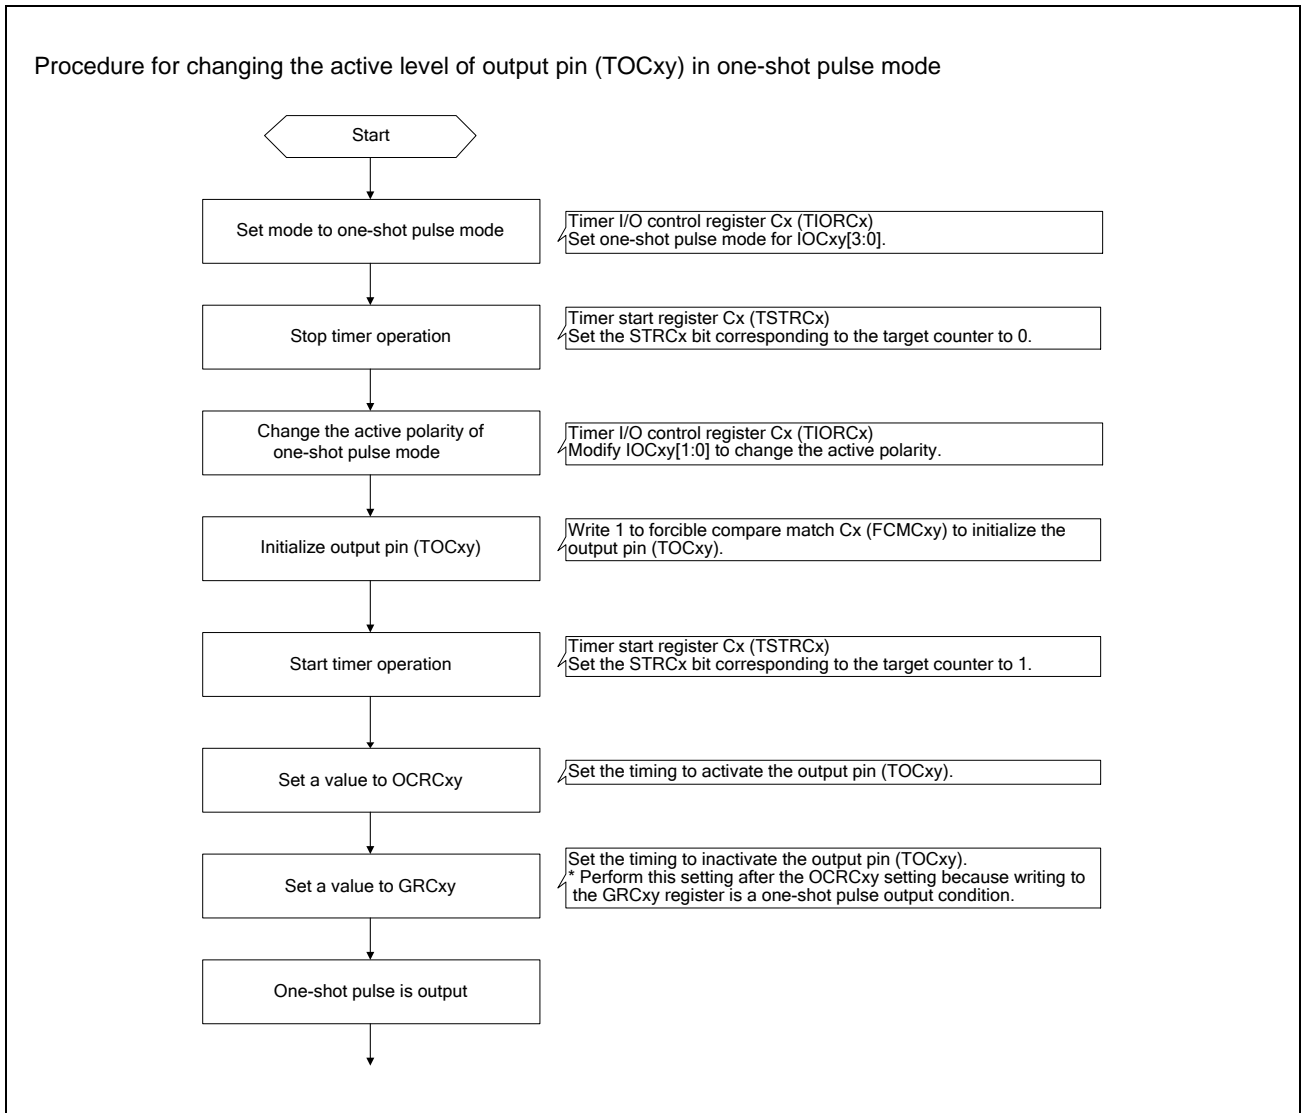 Procedure for changing the active level of output pin (TOCxy) in one-shot pulse mode
Start
Set mode to one-shot pulse mode
Timer I/O control register Cx (TIORCx)
Set one-shot pulse mode for IOCxy[3:0].
Stop timer operation
Timer start register Cx (TSTRCx)
Set the STRCx bit corresponding to the target counter to 0.
Change the active polarity of
one-shot pulse mode
Timer I/O control register Cx (TIORCx)
Modify IOCxy[1:0] to change the active polarity.
Initialize output pin (TOCxy)
Write 1 to forcible compare match Cx (FCMCxy) to initialize the
output pin (TOCxy).
Start timer operation
Timer start register Cx (TSTRCx)
Set the STRCx bit corresponding to the target counter to 1.
Set a value to OCRCxy
Set the timing to activate the output pin (TOCxy).
Set a value to GRCxy
Set the timing to inactivate the output pin (TOCxy).
* Perform this setting after the OCRCxy setting because writing to
the GRCxy register is a one-shot pulse output condition.
One-shot pulse is output